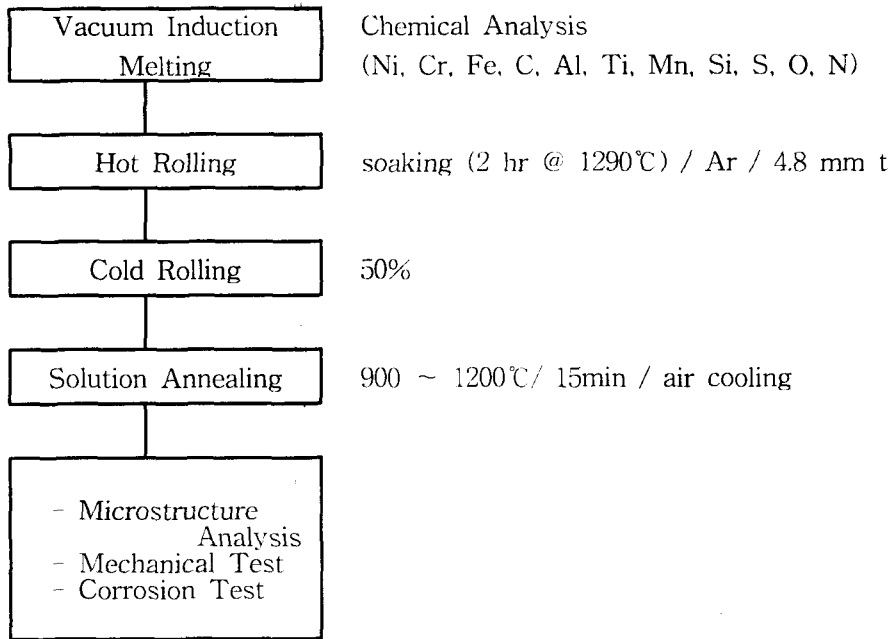 Vacuum Induction
Melting
Chemical Analysis
(Ni, Cr, Fe, C, Al, Ti, Mn, Si, S, O, N)
Hot Rolling
soaking (2 hr @ 1290℃) / Ar / 4.8 mm t
Cold Rolling
50%
Solution Annealing
900 ~ 1200℃/ 15min / air cooling
- Microstructure
Analysis
- Mechanical Test
- Corrosion Test